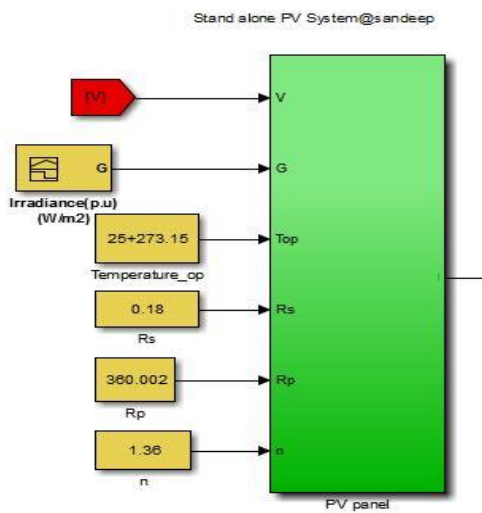 Stand alone PV System@sandeep
[V]
V
G
G
Irradiance(p.u)
(W/m2)
25+273.15
Top
Temperature_op
0.18
Rs
Rs
360.002
Rp
Rp
1.36
n
n
I
PV panel